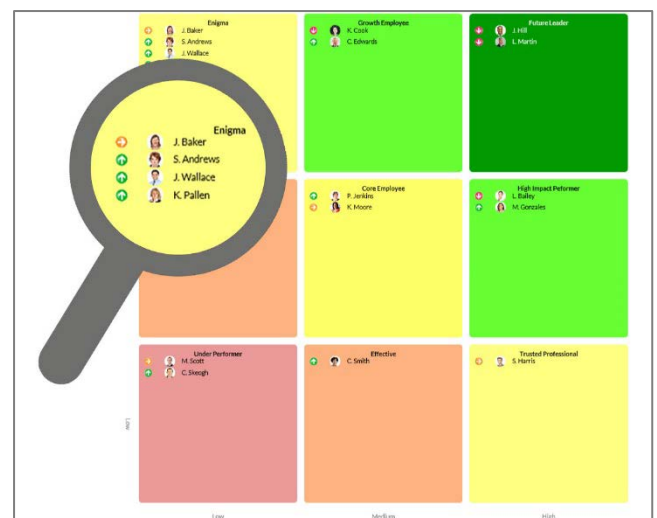 Enigma
J. Baker
S. Andrews
J. Wallace
Growth Employee
K. Cook
C. Edwards
Future Leader
J. Hill
L. Martin
Enigma
J. Baker
S. Andrews
J. Wallace
K. Pallen
Core Employee
P. Jenkins
K. Moore
High Impact Peformer
L. Bailey
M. Gonzales
Under Performer
M. Scott
C. Skeogh
Effective
C. Smith
Trusted Professional
S. Harris
Low
Low
Medium
High